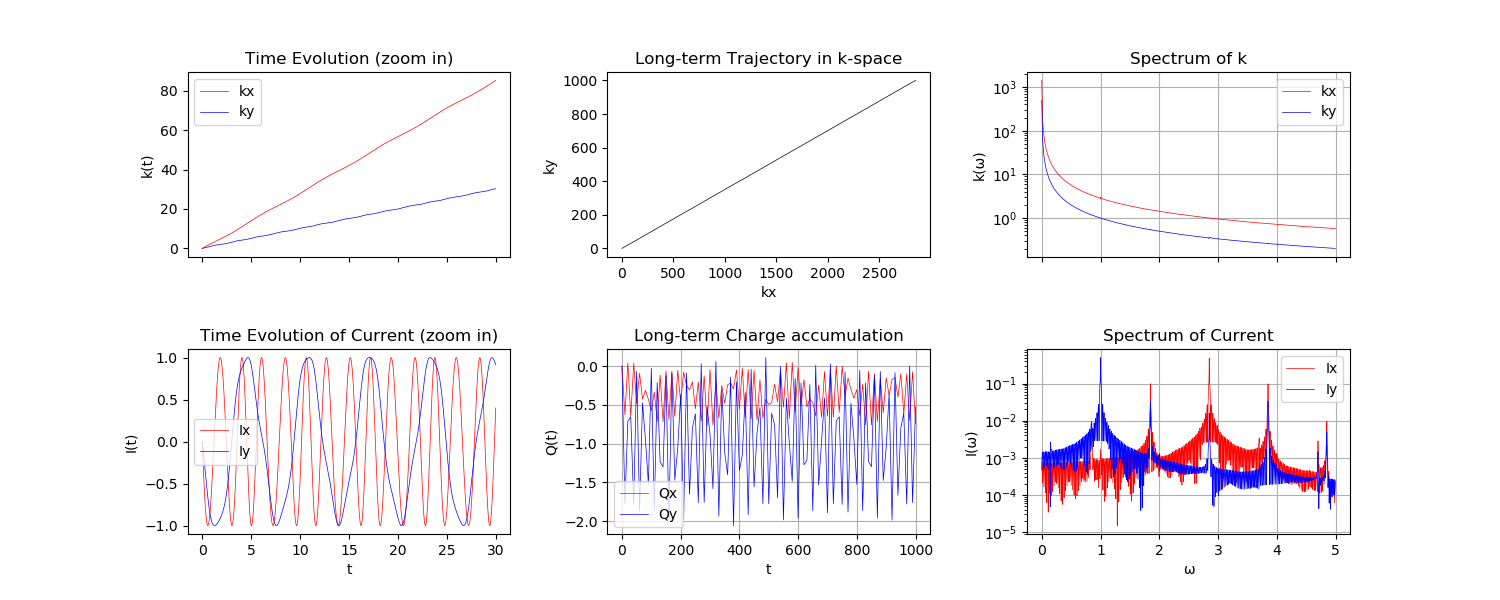 Time Evolution (zoom in)
k(t)
80
60
40
20
0
kx
ky
Long-term Trajectory in k-space
ky
1000
800
600
400
200
0
0 500 1000 1500 2000 2500
kx
Spectrum of k
k(ω)
10³
10²
10¹
10⁰
kx
ky
Time Evolution of Current (zoom in)
I(t)
1.0
0.5
0.0
−0.5
−1.0
Ix
Iy
0 5 10 15 20 25 30
t
Long-term Charge accumulation
Q(t)
0.0
−0.5
−1.0
−1.5
−2.0
Qx
Qy
0 200 400 600 800 1000
t
Spectrum of Current
I(ω)
10⁻¹
10⁻²
10⁻³
10⁻⁴
10⁻⁵
Ix
Iy
0 1 2 3 4 5
ω